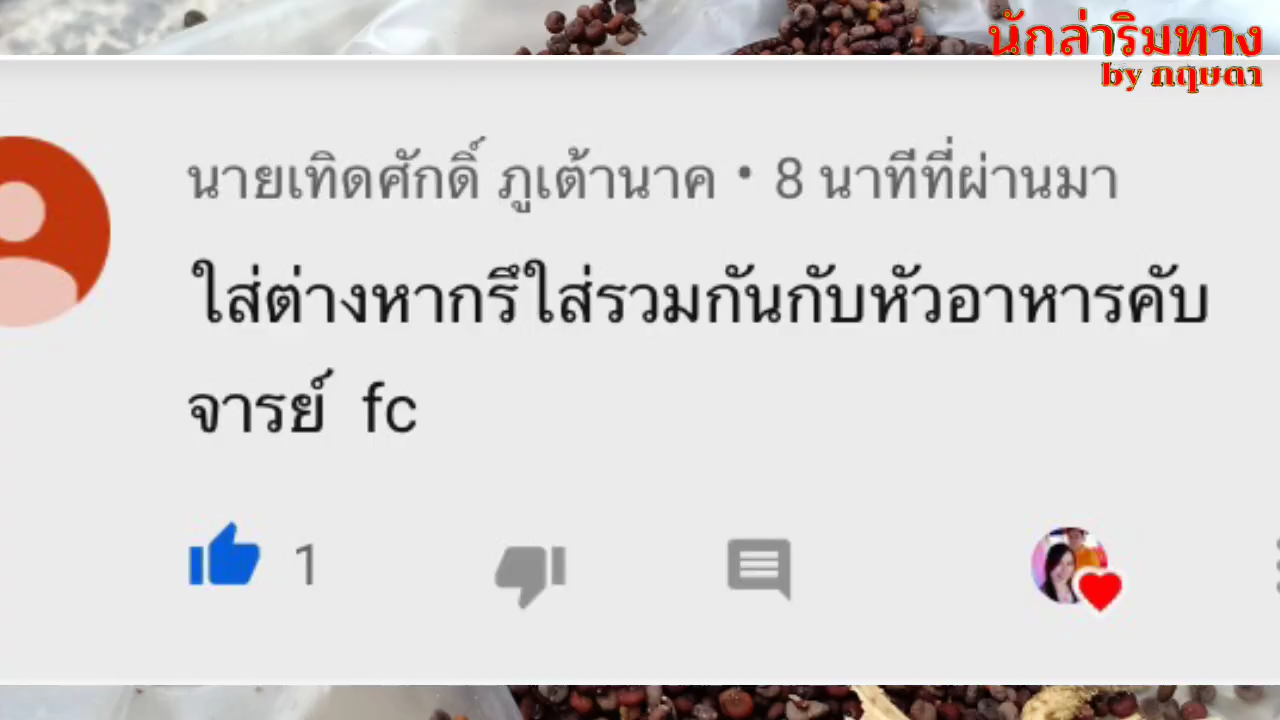 นักล่าริมทาง
by กฤษดา
นายเทิดศักดิ์ ภูเต้านาค • 8 นาทีที่ผ่านมา
ใส่ต่างหากรึใส่รวมกันกับหัวอาหารคับ
จารย์ fc
1